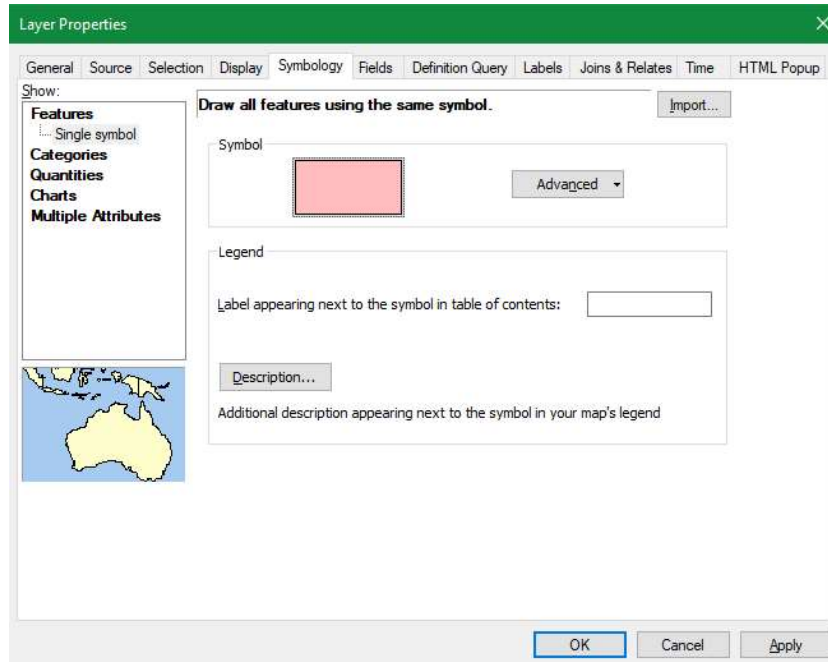 Layer Properties
General Source Selection Display Symbology Fields Definition Query Labels Joins & Relates Time HTML Popup
Show:
Features
Single symbol
Categories
Quantities
Charts
Multiple Attributes
Draw all features using the same symbol.
Import...
Symbol
Advanced
Legend
Label appearing next to the symbol in table of contents:
Description...
Additional description appearing next to the symbol in your map's legend
OK Cancel Apply